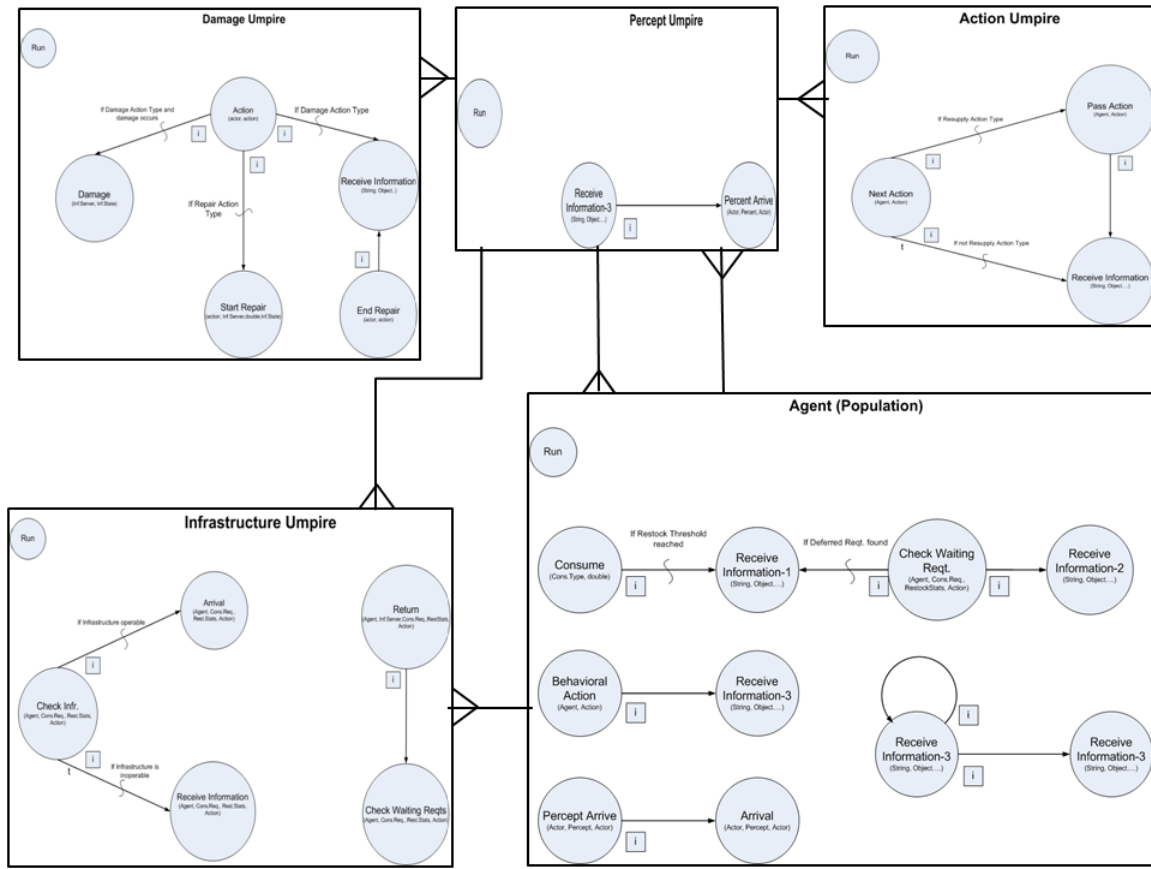 Damage Umpire
Run
If Damage Action Type and
damage occurs
Action
(actor, action)
If Damage Action Type
i
i
i
Damage
(Inf.Server, Inf.State)
Receive Information
(String, Object..)
If Repair Action
Type
i
Start Repair
(action, Inf.Server,double,Inf.State)
End Repair
(actor, action)
Percept Umpire
Run
Receive
Information-3
(String, Object....)
i
Percent Arrive
(Actor, Percent, Actor)
Action Umpire
Run
Pass Action
(Agent, Action)
If Resupply Action Type
i
i
Next Action
(Agent, Action)
i
t
If not Resupply Action Type
Receive Information
(String, Object....)
Infrastructure Umpire
Run
Arrival
(Agent, Cons.Req.,
Rest.Stats, Action)
If Infrastructure operable
i
Return
(Agent, Inf.Server,Cons.Req.,RestStats,
Action)
i
Check Infr.
(Agent, Cons.Req., Rest.Stats,
Action)
i
t
If Infrastructure is
inoperable
Receive Information
(Agent, Cons.Req., Rest.Stats,
Action)
Check Waiting Reqts
(Agent, Cons.Req., Rest.Stats, Action)
Agent (Population)
Run
Consume
(Cons.Type, double)
If Restock Threshold
reached
i
Receive
Information-1
(String, Object....)
If Deferred Reqt. found
i
Check Waiting
Reqt.
(Agent, Cons.Req.,
RestockStats, Action)
i
Receive
Information-2
(String, Object....)
Behavioral
Action
(Agent, Action)
i
Receive
Information-3
(String, Object....)
i
Receive
Information-3
(String, Object....)
i
Receive
Information-3
(String, Object....)
Percept Arrive
(Actor, Percept, Actor)
i
Arrival
(Actor, Percept, Actor)